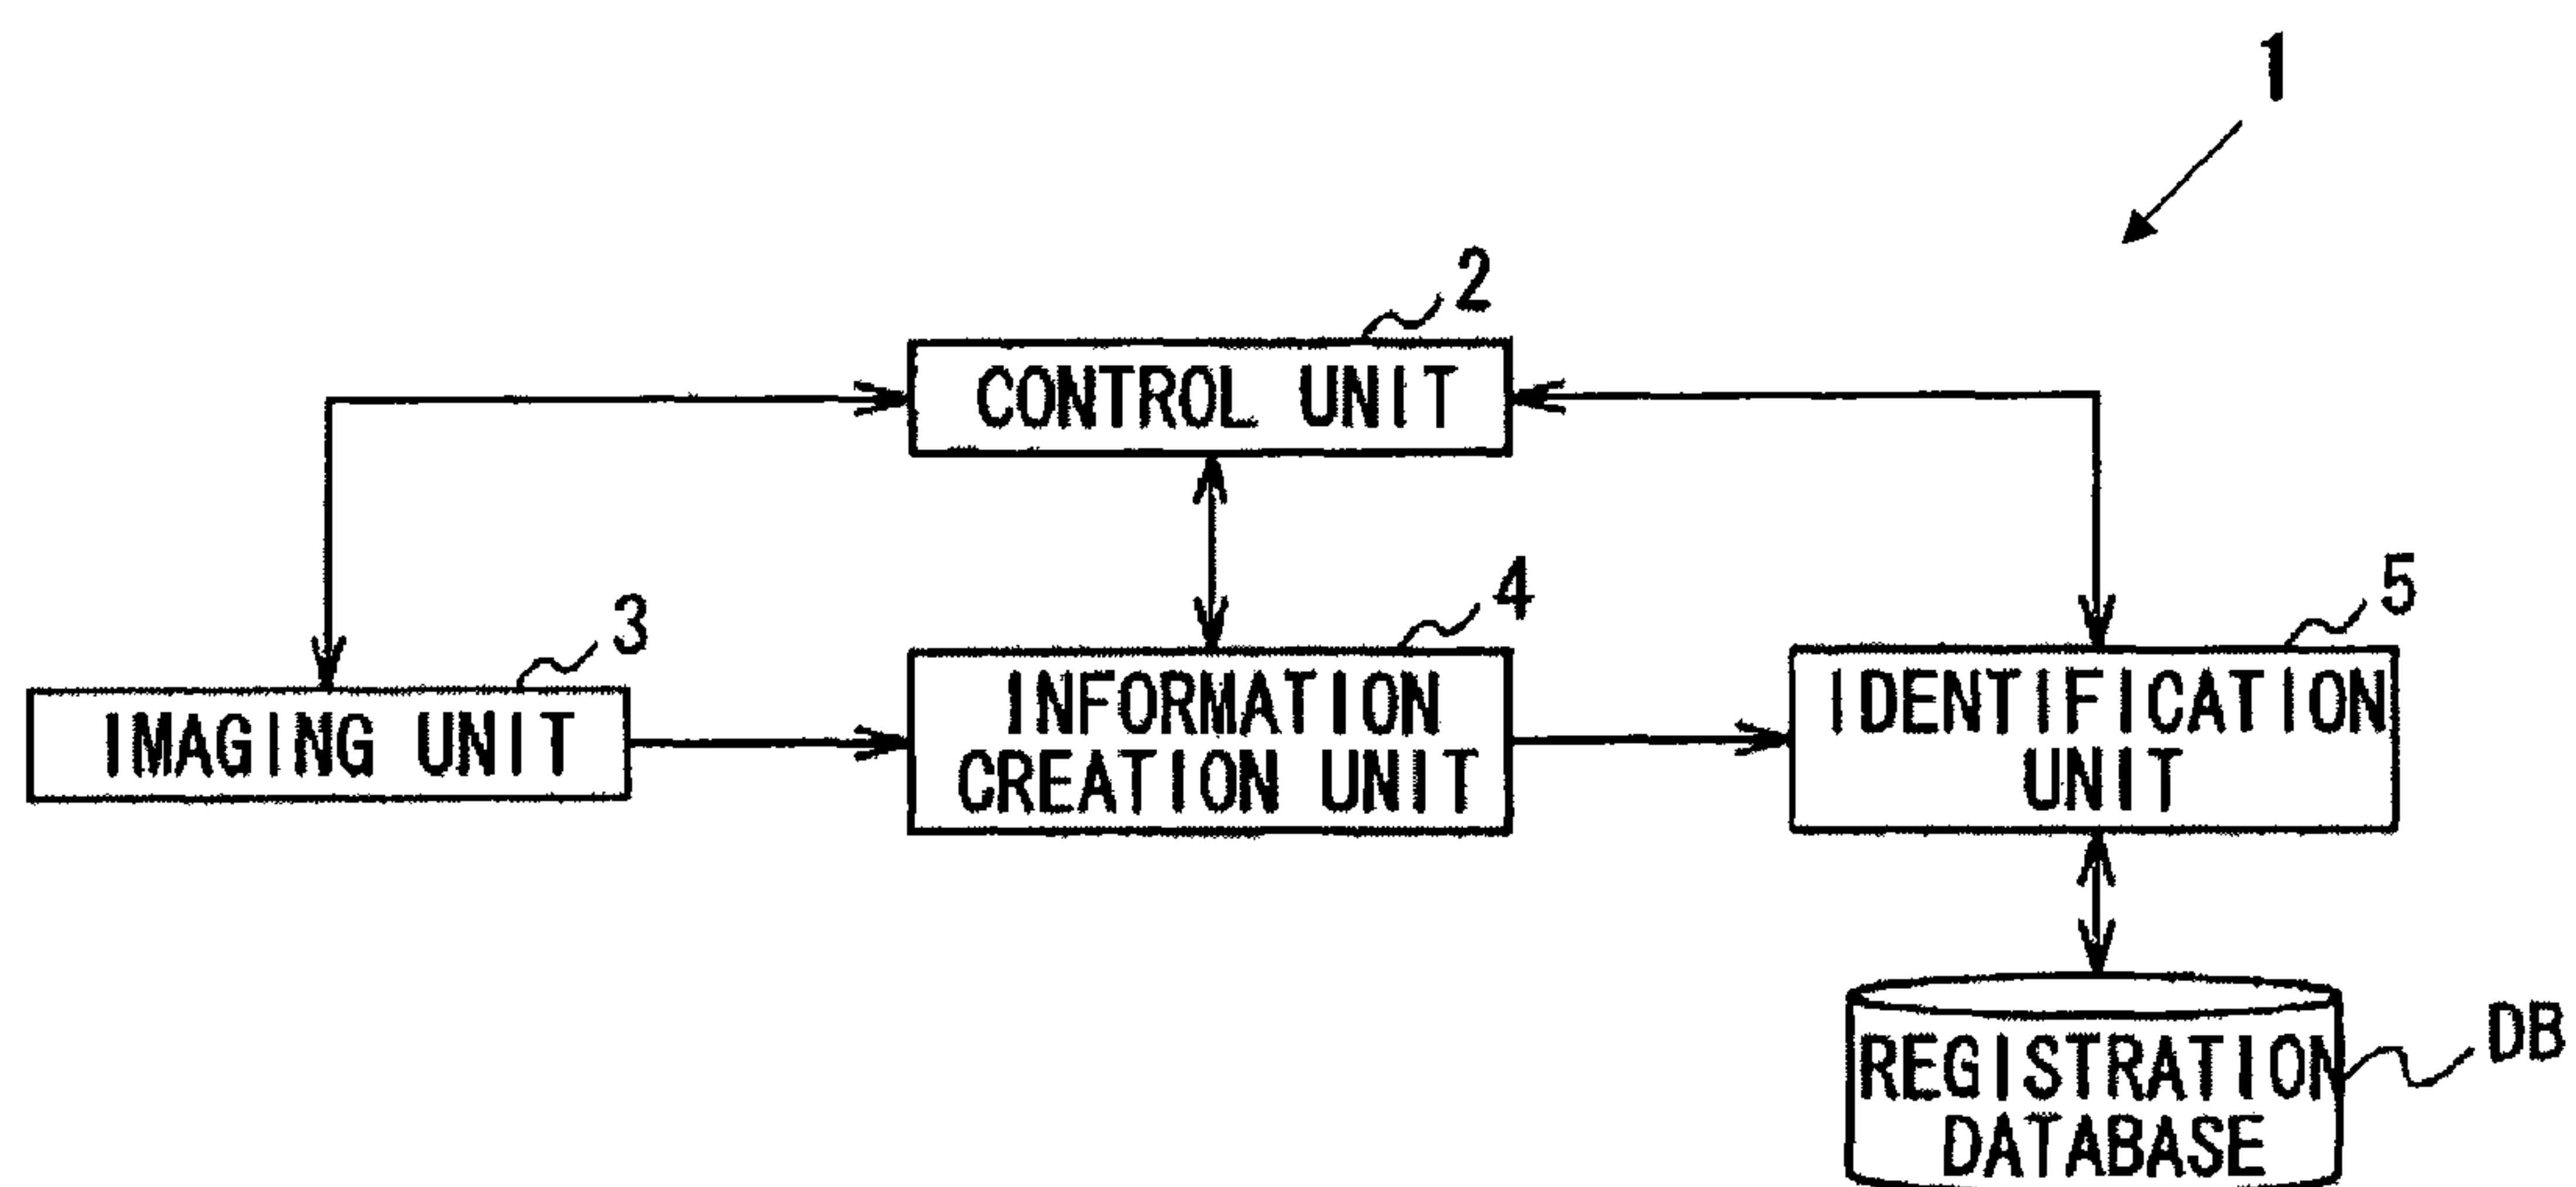 1
2
CONTROL UNIT
3
IMAGING UNIT
4
INFORMATION
CREATION UNIT
5
IDENTIFICATION
UNIT
REGISTRATION
DATABASE
DB